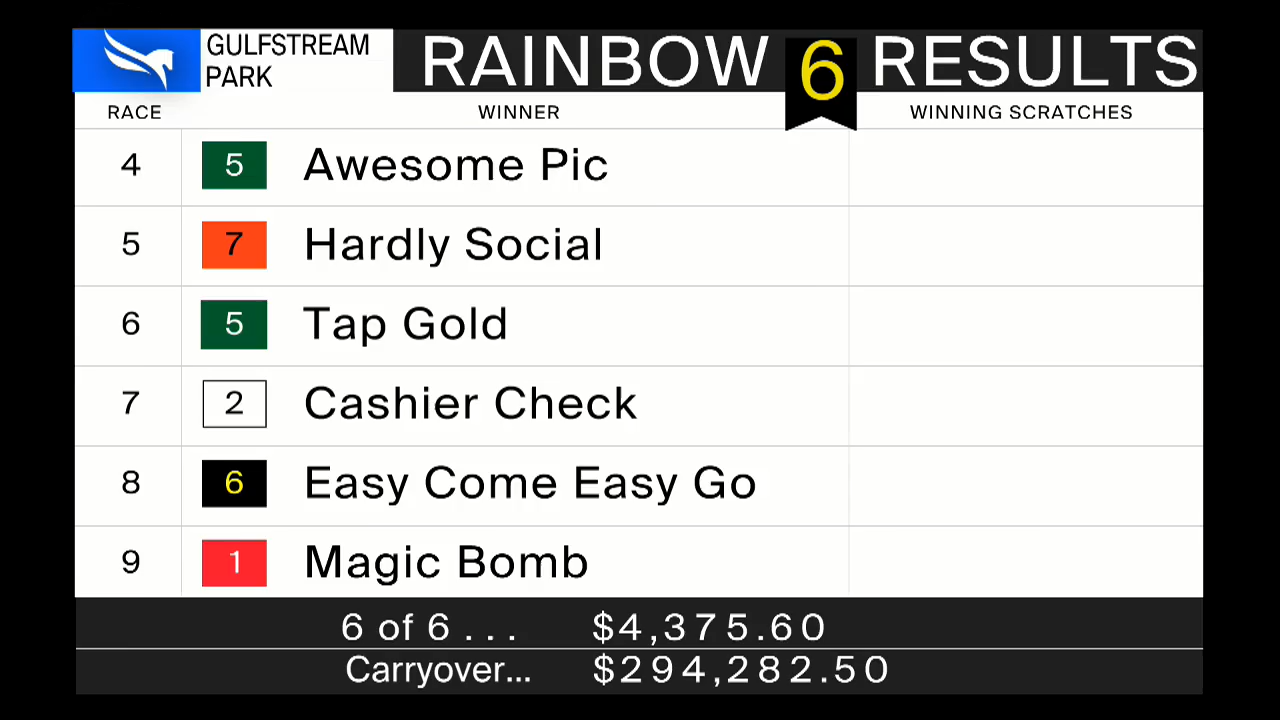 GULFSTREAM PARK
RAINBOW 6 RESULTS
RACE WINNER WINNING SCRATCHES
4 5 Awesome Pic
5 7 Hardly Social
6 5 Tap Gold
7 2 Cashier Check
8 6 Easy Come Easy Go
9 1 Magic Bomb
6 of 6 ... $4,375.60
Carryover... $294,282.50